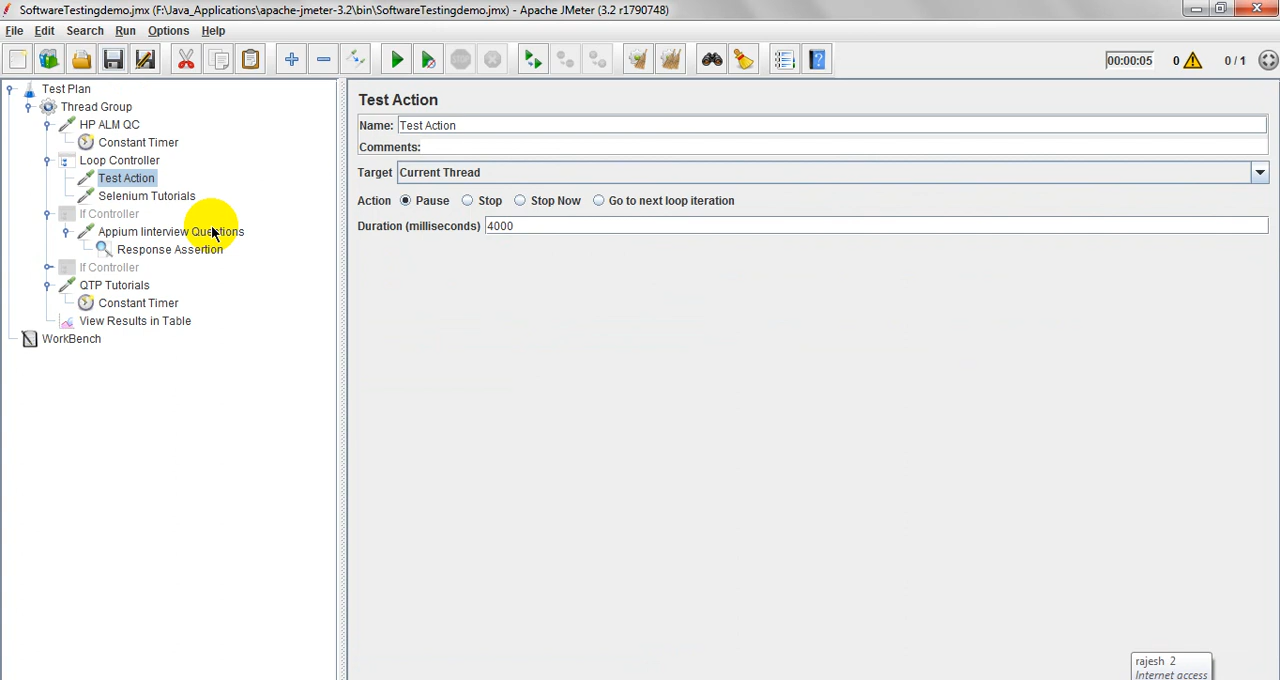 SoftwareTestingdemo.jmx (F:\Java_Applications\apache-jmeter-3.2\bin\SoftwareTestingdemo.jmx) - Apache JMeter (3.2 r1790748)
File Edit Search Run Options Help
00:00:05 0 0 / 1
Test Plan
Thread Group
HP ALM QC
Constant Timer
Loop Controller
Test Action
Selenium Tutorials
If Controller
Appium Iinterview Questions
Response Assertion
If Controller
QTP Tutorials
Constant Timer
View Results in Table
WorkBench
Test Action
Name: Test Action
Comments:
Target Current Thread
Action Pause Stop Stop Now Go to next loop iteration
Duration (milliseconds) 4000
rajesh 2
Internet access